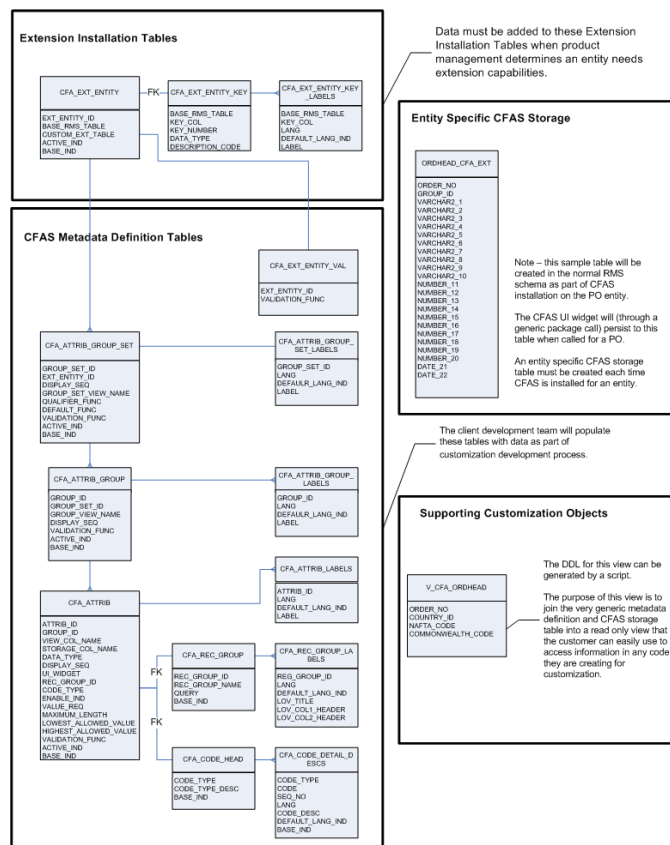 Extension Installation Tables
Data must be added to these Extension
Installation Tables when product
management determines an entity needs
extension capabilities.
CFA_EXT_ENTITY
EXT_ENTITY_ID
BASE_RMS_TABLE
CUSTOM_EXT_TABLE
ACTIVE_IND
BASE_IND
FK
CFA_EXT_ENTITY_KEY
BASE_RMS_TABLE
KEY_COL
KEY_NUMBER
DATA_TYPE
DESCRIPTION_CODE
CFA_EXT_ENTITY_KEY
_LABELS
BASE_RMS_TABLE
KEY_COL
LANG
DEFAULT_LANG_IND
LABEL
Entity Specific CFAS Storage
ORDHEAD_CFA_EXT
ORDER_NO
GROUP_ID
VARCHAR2_1
VARCHAR2_2
VARCHAR2_3
VARCHAR2_4
VARCHAR2_5
VARCHAR2_6
VARCHAR2_7
VARCHAR2_8
VARCHAR2_9
VARCHAR2_10
NUMBER_11
NUMBER_12
NUMBER_13
NUMBER_14
NUMBER_15
NUMBER_16
NUMBER_17
NUMBER_18
NUMBER_19
NUMBER_20
DATE_21
DATE_22
Note – this sample table will be
created in the normal RMS
schema as part of CFAS
installation on the PO entity.
The CFAS UI widget will (through a
generic package call) persist to this
table when called for a PO.
An entity specific CFAS storage
table must be created each time
CFAS is installed for an entity.
CFAS Metadata Definition Tables
CFA_EXT_ENTITY_VAL
EXT_ENTITY_ID
VALIDATION_FUNC
CFA_ATTRIB_GROUP_SET
GROUP_SET_ID
EXT_ENTITY_ID
DISPLAY_SEQ
GROUP_SET_VIEW_NAME
QUALIFIER_FUNC
DEFAULT_FUNC
VALIDATION_FUNC
ACTIVE_IND
BASE_IND
CFA_ATTRIB_GROUP_
SET_LABELS
GROUP_SET_ID
LANG
DEFAULR_LANG_IND
LABEL
The client development team will populate
these tables with data as part of
customization development process.
CFA_ATTRIB_GROUP
GROUP_ID
GROUP_SET_ID
GROUP_VIEW_NAME
DISPLAY_SEQ
VALIDATION_FUNC
ACTIVE_IND
BASE_IND
CFA_ATTRIB_GROUP_
LABELS
GROUP_ID
LANG
DEFAULR_LANG_IND
LABEL
CFA_ATTRIB
ATTRIB_ID
GROUP_ID
VIEW_COL_NAME
STORAGE_COL_NAME
DATA_TYPE
DISPLAY_SEQ
UI_WIDGET
REC_GROUP_ID
CODE_TYPE
ENABLE_IND
VALUE_REQ
MAXIMUM_LENGTH
LOWEST_ALLOWED_VALUE
HIGHEST_ALLOWED_VALUE
VALIDATION_FUNC
ACTIVE_IND
BASE_IND
CFA_ATTRIB_LABELS
ATTRIB_ID
LANG
DEFAULT_LANG_IND
LABEL
FK
CFA_REC_GROUP
REC_GROUP_ID
REC_GROUP_NAME
QUERY
BASE_IND
CFA_REC_GROUP_LA
BELS
REG_GROUP_ID
LANG
DEFAULT_LANG_IND
LOV_TITLE
LOV_COL1_HEADER
LOV_COL2_HEADER
FK
CFA_CODE_HEAD
CODE_TYPE
CODE_TYPE_DESC
BASE_IND
CFA_CODE_DETAIL_D
ESCS
CODE_TYPE
CODE
SEQ_NO
LANG
CODE_DESC
DEFAULT_LANG_IND
BASE_IND
Supporting Customization Objects
V_CFA_ORDHEAD
ORDER_NO
COUNTRY_ID
NAFTA_CODE
COMMONWEALTH_CODE
The DDL for this view can be
generated by a script.
The purpose of this view is to
join the very generic metadata
definition and CFAS storage
table into a read only view that
the customer can easily use to
access information in any code
they are creating for
customization.